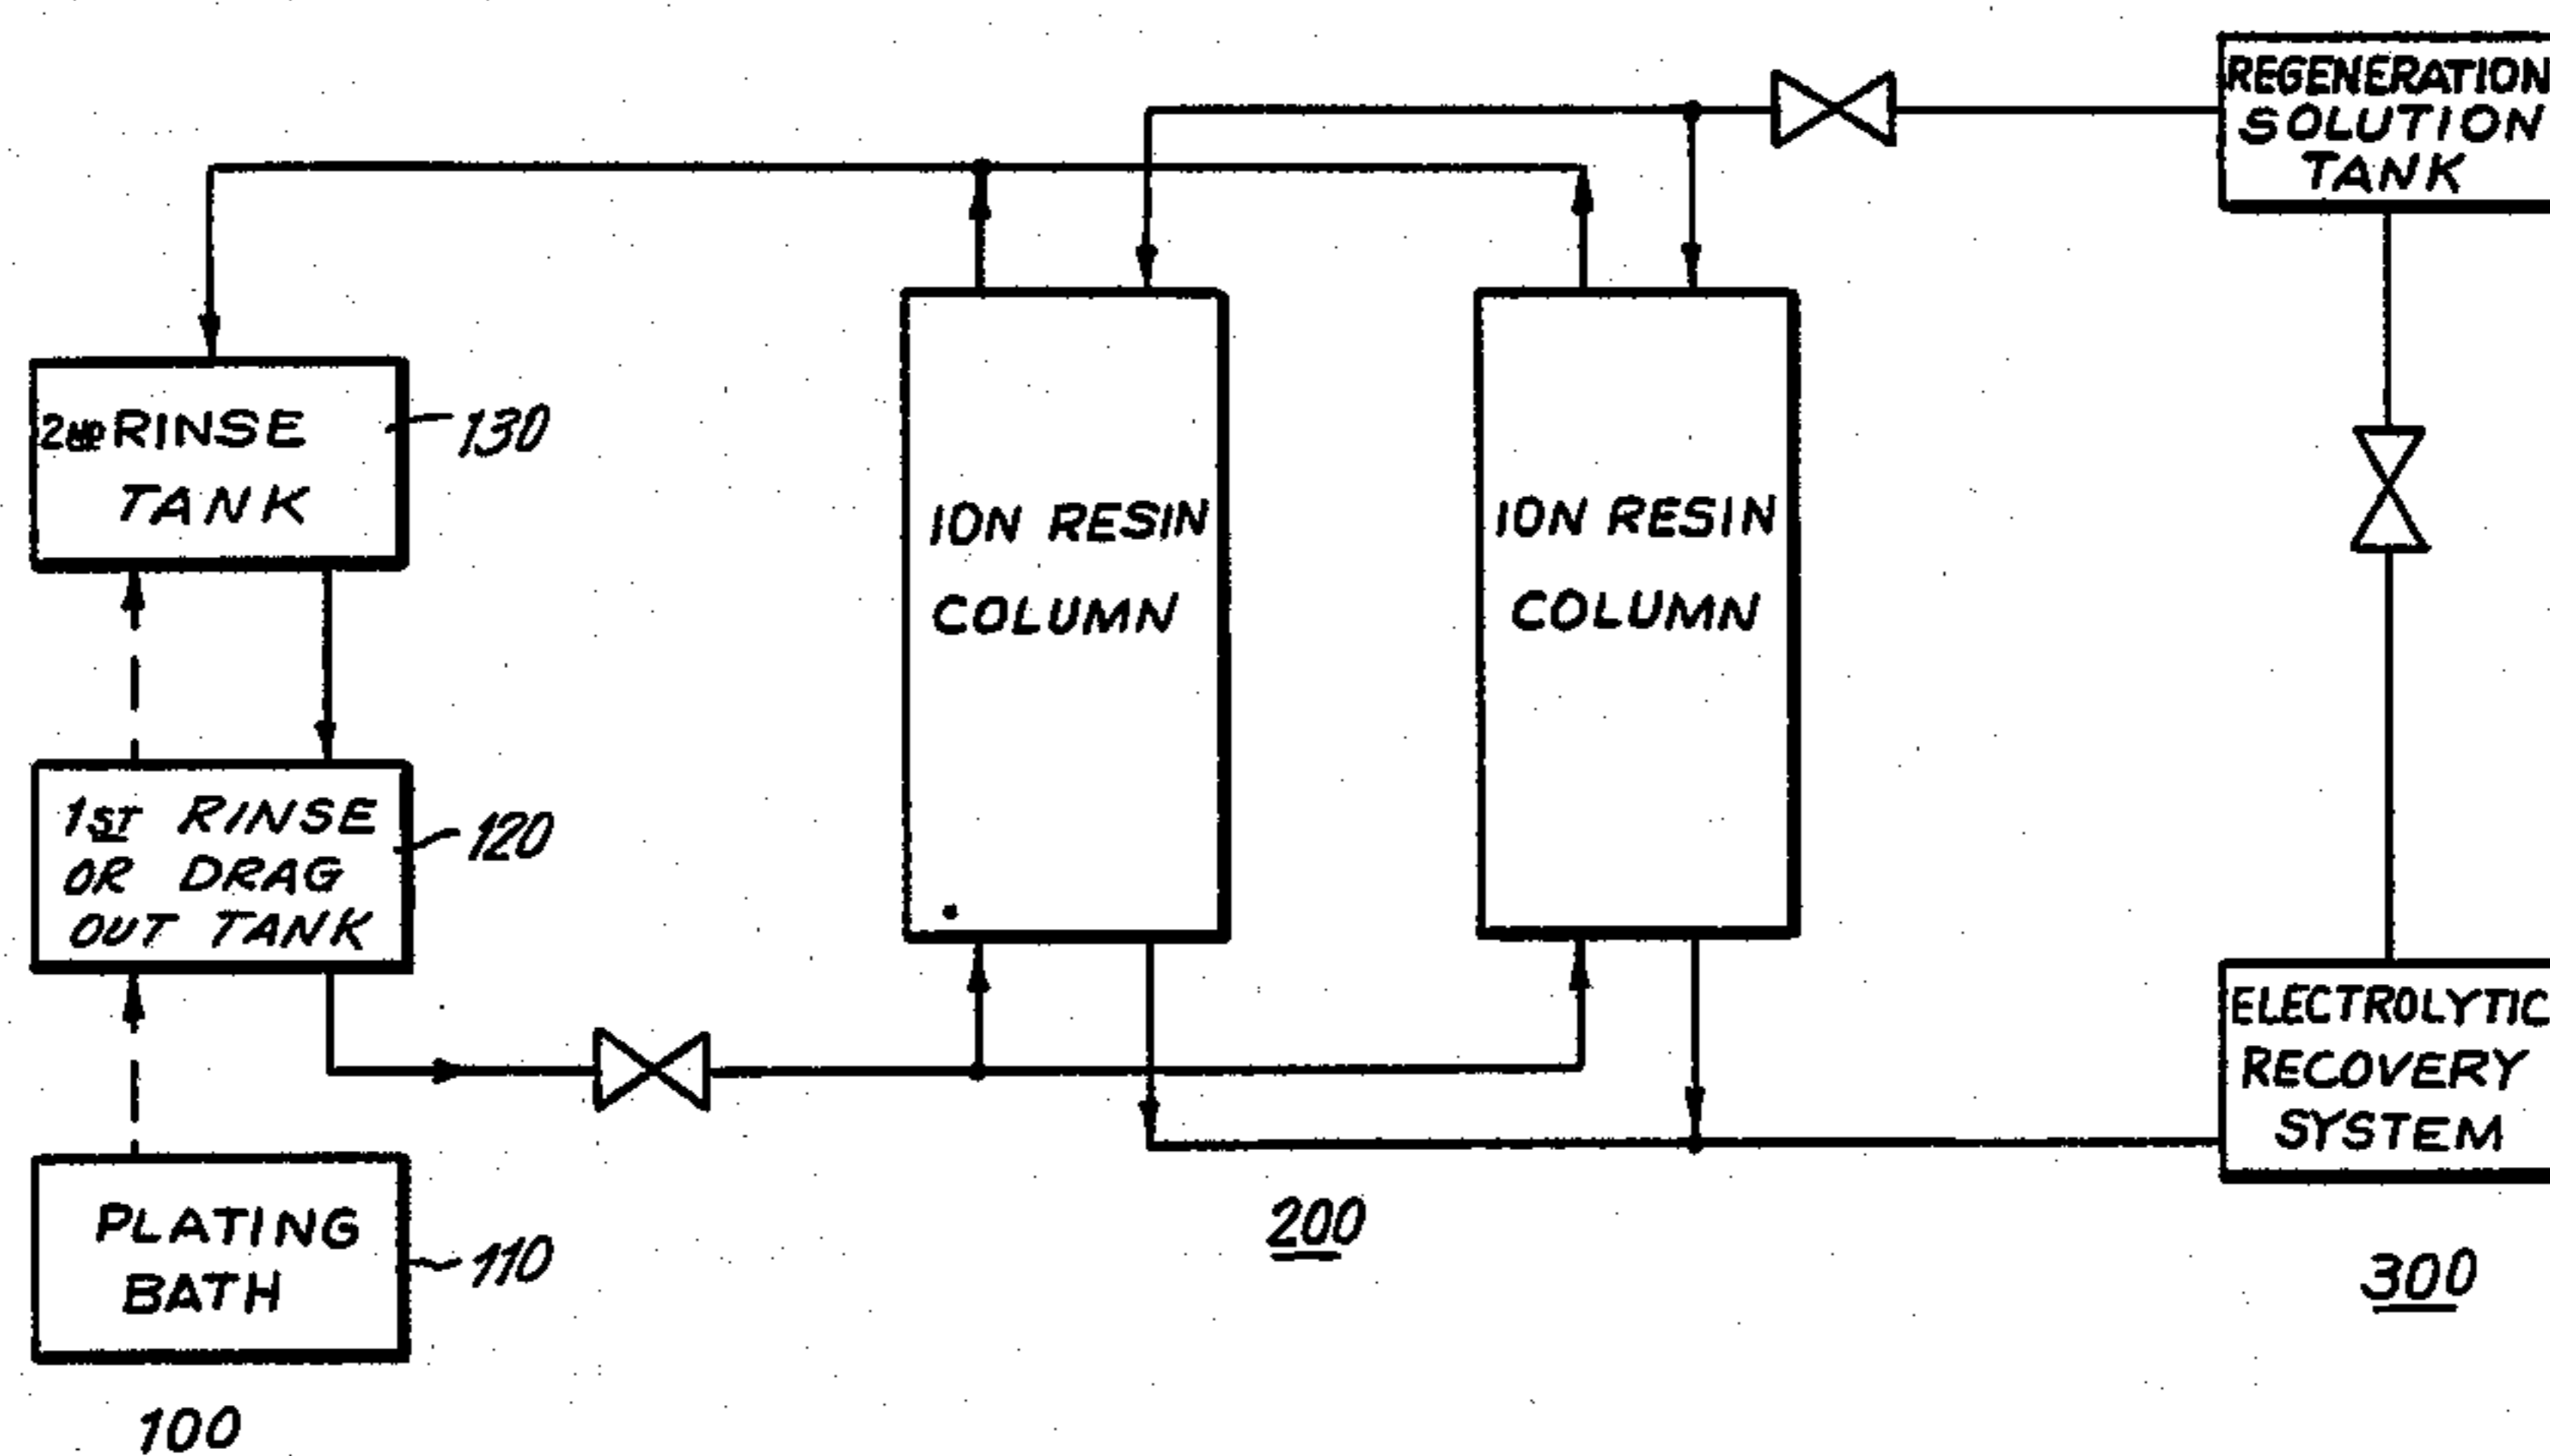 REGENERATION
SOLUTION
TANK
2ND RINSE
TANK
130
ION RESIN
COLUMN
ION RESIN
COLUMN
1ST RINSE
OR DRAG
OUT TANK
120
ELECTROLYTIC
RECOVERY
SYSTEM
PLATING
BATH
110
200
300
100